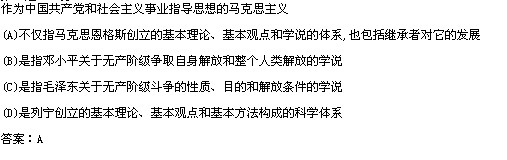 作为中国共产党和社会主义事业指导思想的马克思主义
(A)不仅指马克思恩格斯创立的基本理论、基本观点和学说的体系,也包括继承者对它的发展
(B)是指邓小平关于无产阶级争取自身解放和整个人类解放的学说
(C)是指毛泽东关于无产阶级斗争的性质、目的和解放条件的学说
(D)是列宁创立的基本理论、基本观点和基本方法构成的科学体系
答案：A